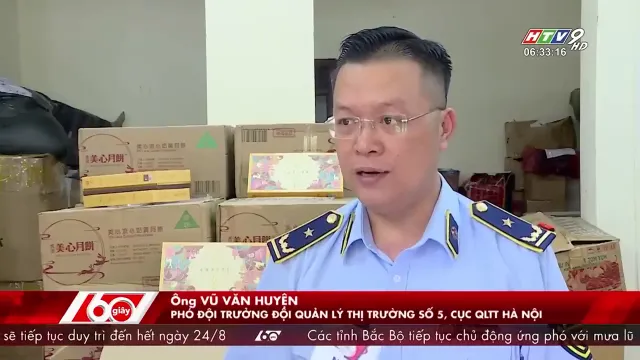 HTV9 HD
06:33:16
美心月餅
美心月餅
60 giây
Ông VŨ VĂN HUYỆN
PHÓ ĐỘI TRƯỞNG ĐỘI QUẢN LÝ THỊ TRƯỜNG SỐ 5, CỤC QLTT HÀ NỘI
sẽ tiếp tục duy trì đến hết ngày 24/8 60 giây Các tỉnh Bắc Bộ tiếp tục chủ động ứng phó với mưa lũ